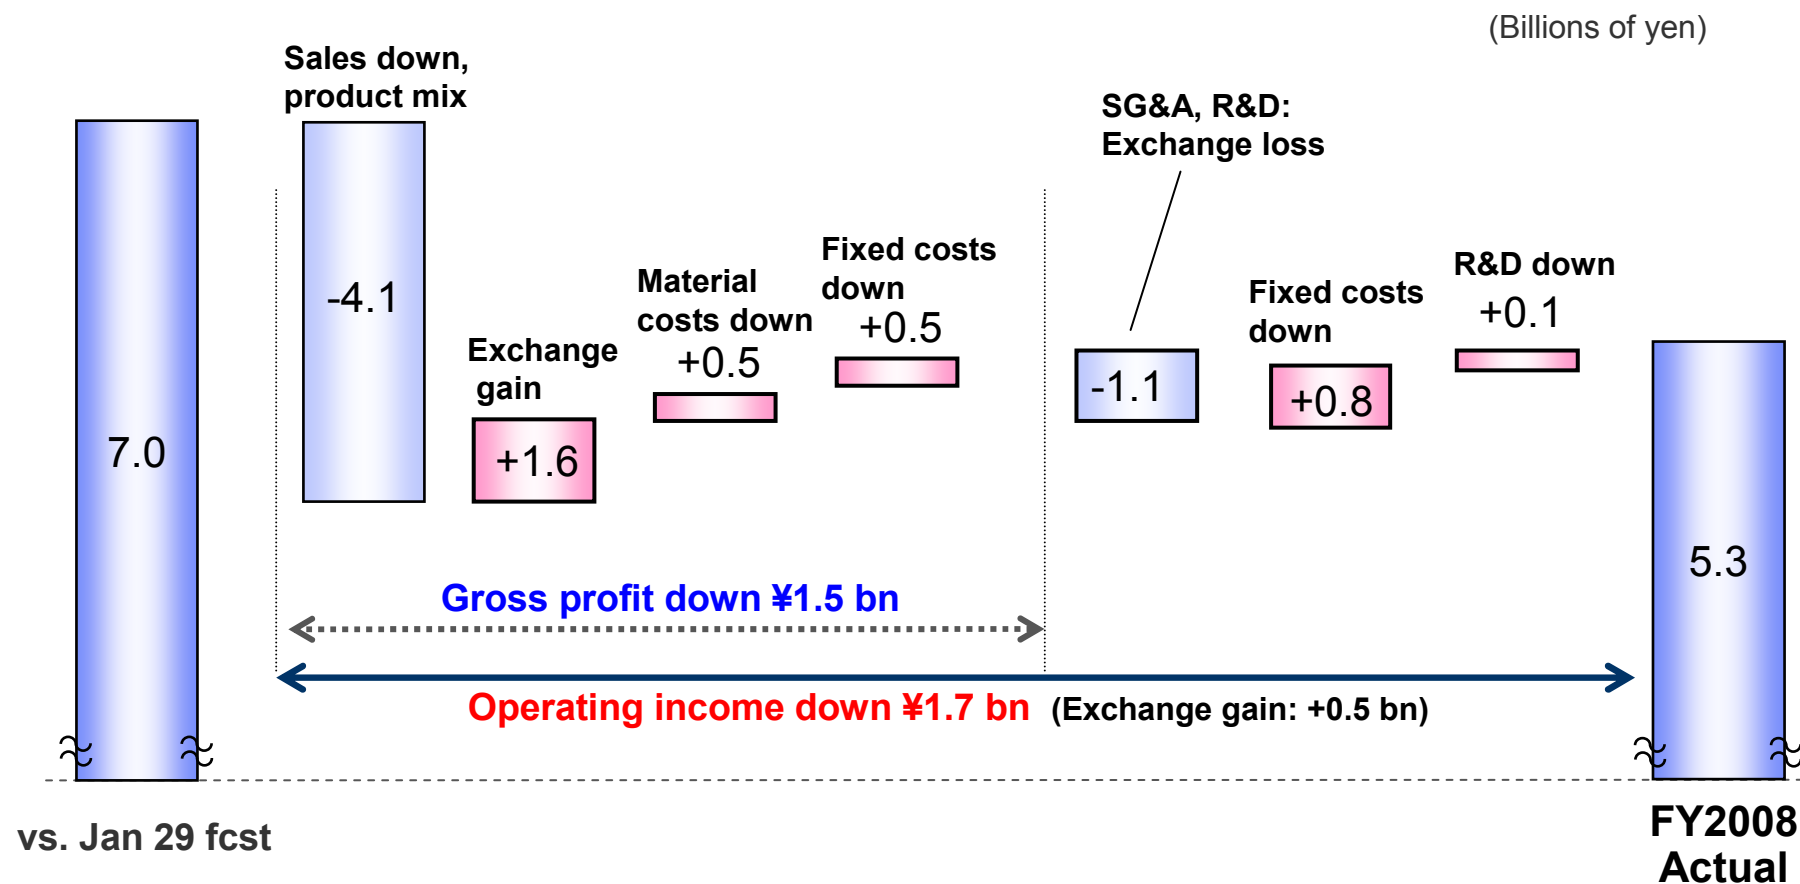 (Billions of yen)
Sales down,
product mix
SG&A, R&D:
Exchange loss
-4.1
Exchange
gain
+1.6
Material
costs down
+0.5
Fixed costs
down
+0.5
-1.1
Fixed costs
down
+0.8
R&D down
+0.1
7.0
5.3
Gross profit down ¥1.5 bn
Operating income down ¥1.7 bn (Exchange gain: +0.5 bn)
vs. Jan 29 fcst
FY2008
Actual